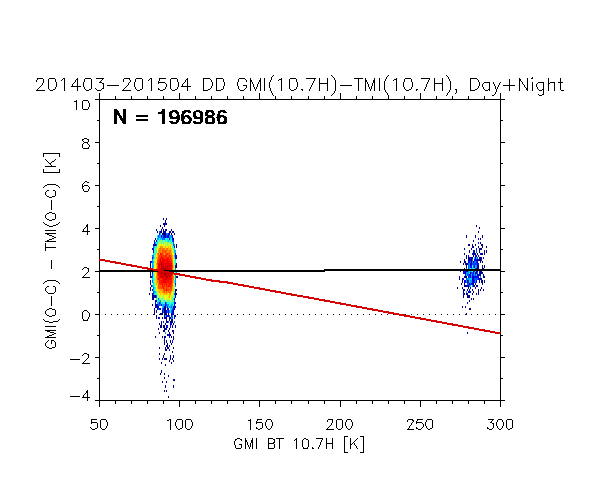 201403-201504 DD GMI(10.7H)-TMI(10.7H), Day+Night
N = 196986
10
8
6
4
2
0
-2
-4
GMI(O-C) - TMI(O-C) [K]
50 100 150 200 250 300
GMI BT 10.7H [K]